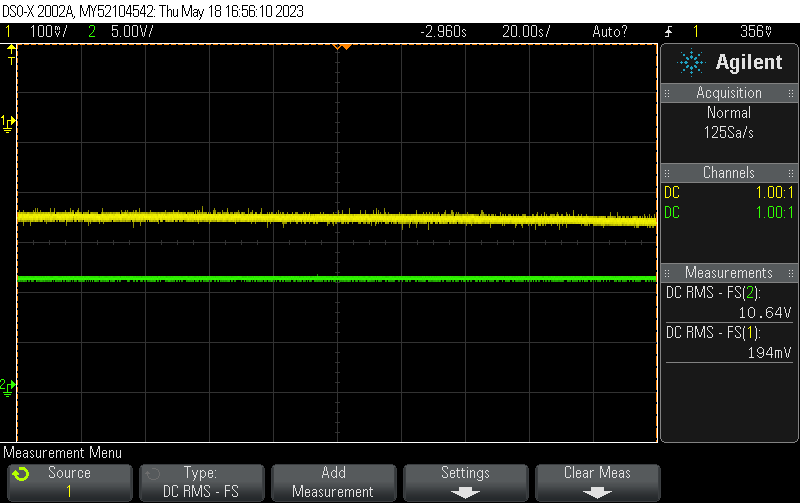 DSO-X 2002A, MY52104542: Thu May 18 16:56:10 2023
1 100mV/ 2 5.00V/ -2.960s 20.00s/ Auto? 1 356mV
T
Agilent
Acquisition
Normal
125Sa/s
1
Channels
DC 1.00:1
DC 1.00:1
Measurements
DC RMS - FS(2):
10.64V
DC RMS - FS(1):
194mV
2
Measurement Menu
Source
1
Type:
DC RMS - FS
Add
Measurement
Settings
Clear Meas